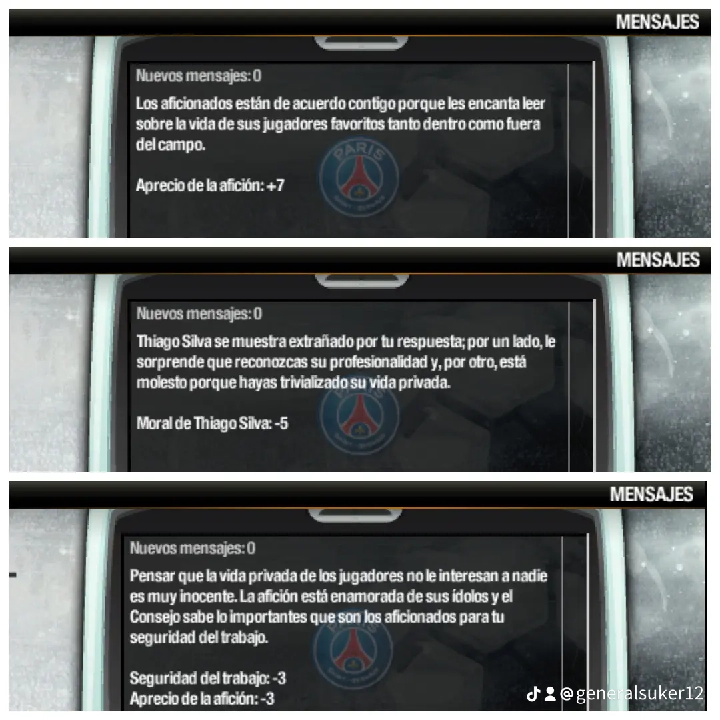 MENSAJES
Nuevos mensajes: 0
Los aficionados están de acuerdo contigo porque les encanta leer
sobre la vida de sus jugadores favoritos tanto dentro como fuera
del campo.
PARIS
Aprecio de la afición: +7
MENSAJES
Nuevos mensajes: 0
Thiago Silva se muestra extrañado por tu respuesta; por un lado, le
sorprende que reconozcas su profesionalidad y, por otro, está
molesto porque hayas trivializado su vida privada.
Moral de Thiago Silva: -5
MENSAJES
Nuevos mensajes: 0
Pensar que la vida privada de los jugadores no le interesan a nadie
es muy inocente. La afición está enamorada de sus ídolos y el
Consejo sabe lo importantes que son los aficionados para tu
seguridad del trabajo.
Seguridad del trabajo: -3
Aprecio de la afición: -3
@generalsuker12